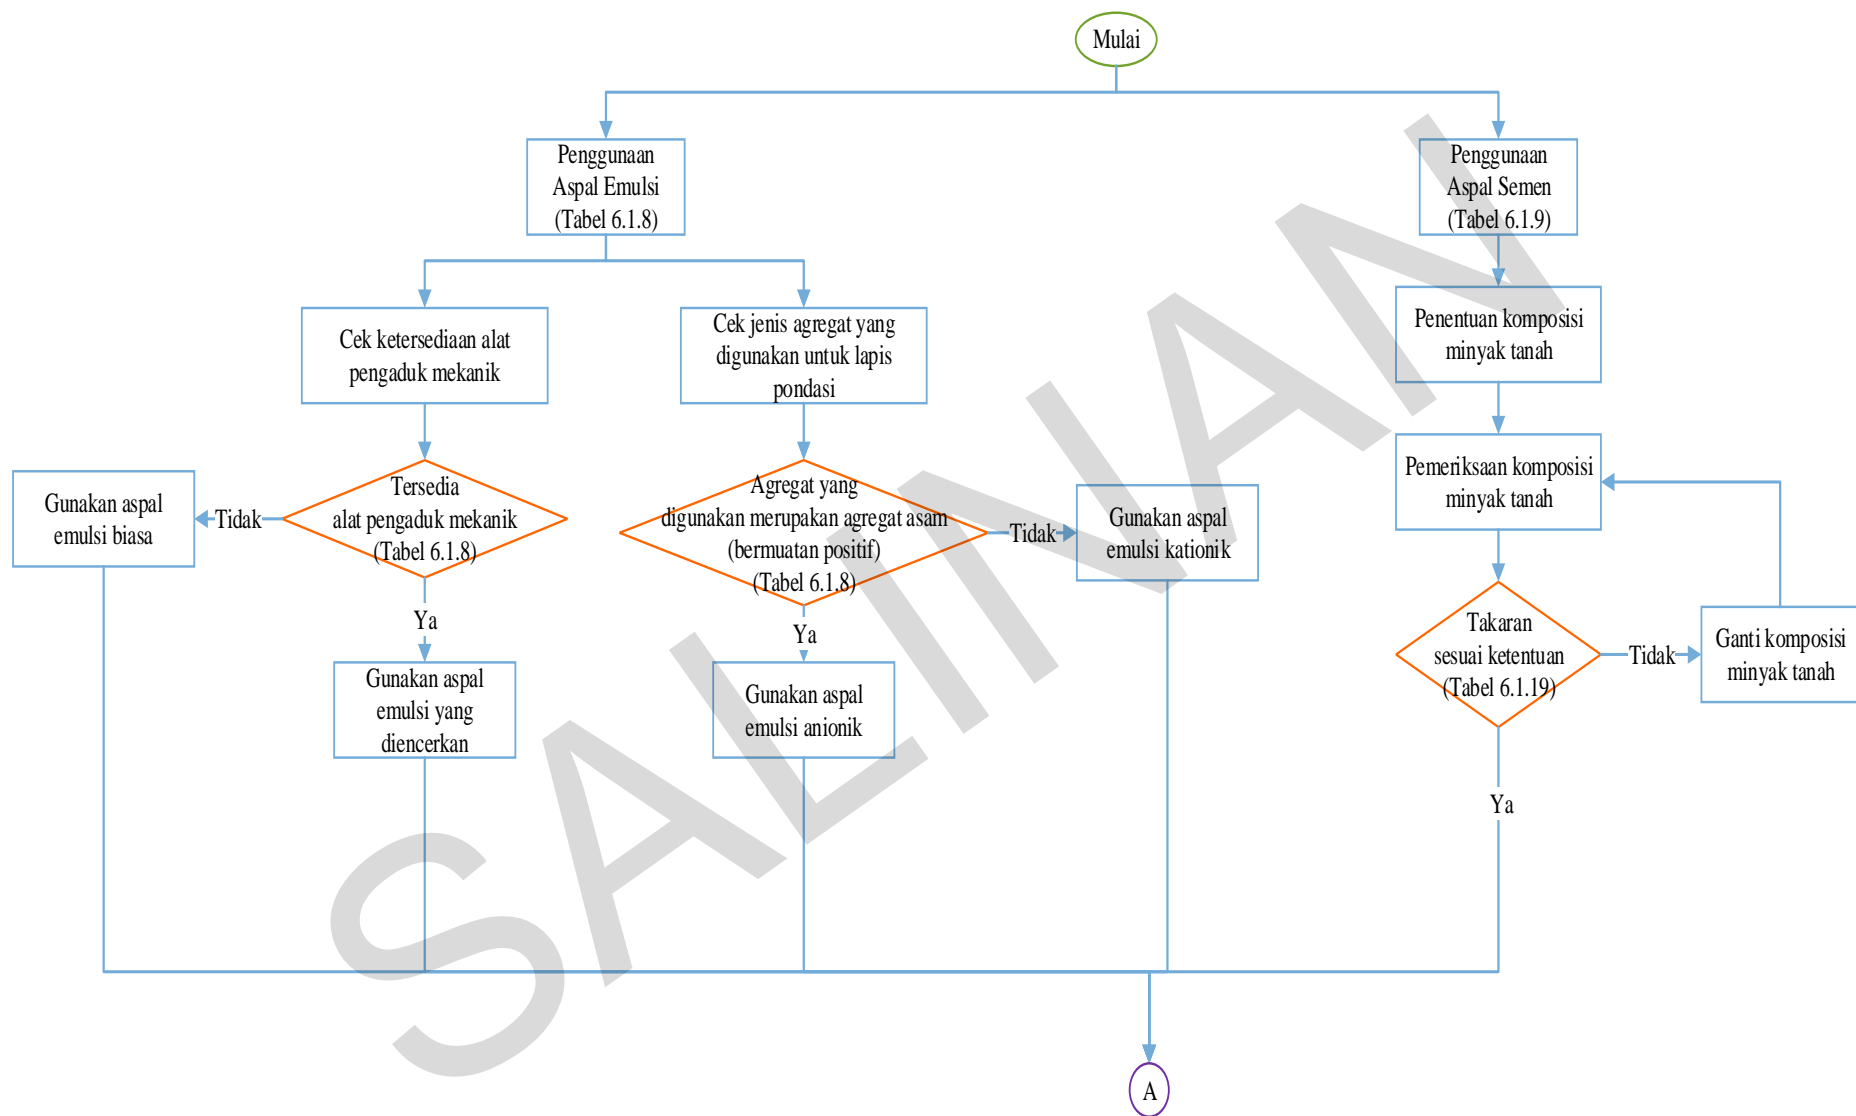 Mulai
Penggunaan
Aspal Emulsi
(Tabel 6.1.8)
Penggunaan
Aspal Semen
(Tabel 6.1.9)
Cek ketersediaan alat
pengaduk mekanik
Cek jenis agregat yang
digunakan untuk lapis
pondasi
Penentuan komposisi
minyak tanah
Gunakan aspal
emulsi biasa
Tidak
Tersedia
alat pengaduk mekanik
(Tabel 6.1.8)
Agregat yang
digunakan merupakan agregat asam
(bermuatan positif)
(Tabel 6.1.8)
Tidak
Gunakan aspal
emulsi kationik
Pemeriksaan komposisi
minyak tanah
Ya
Ya
Takaran
sesuai ketentuan
(Tabel 6.1.19)
Tidak
Ganti komposisi
minyak tanah
Gunakan aspal
emulsi yang
diencerkan
Gunakan aspal
emulsi anionik
Ya
A
SALINAN